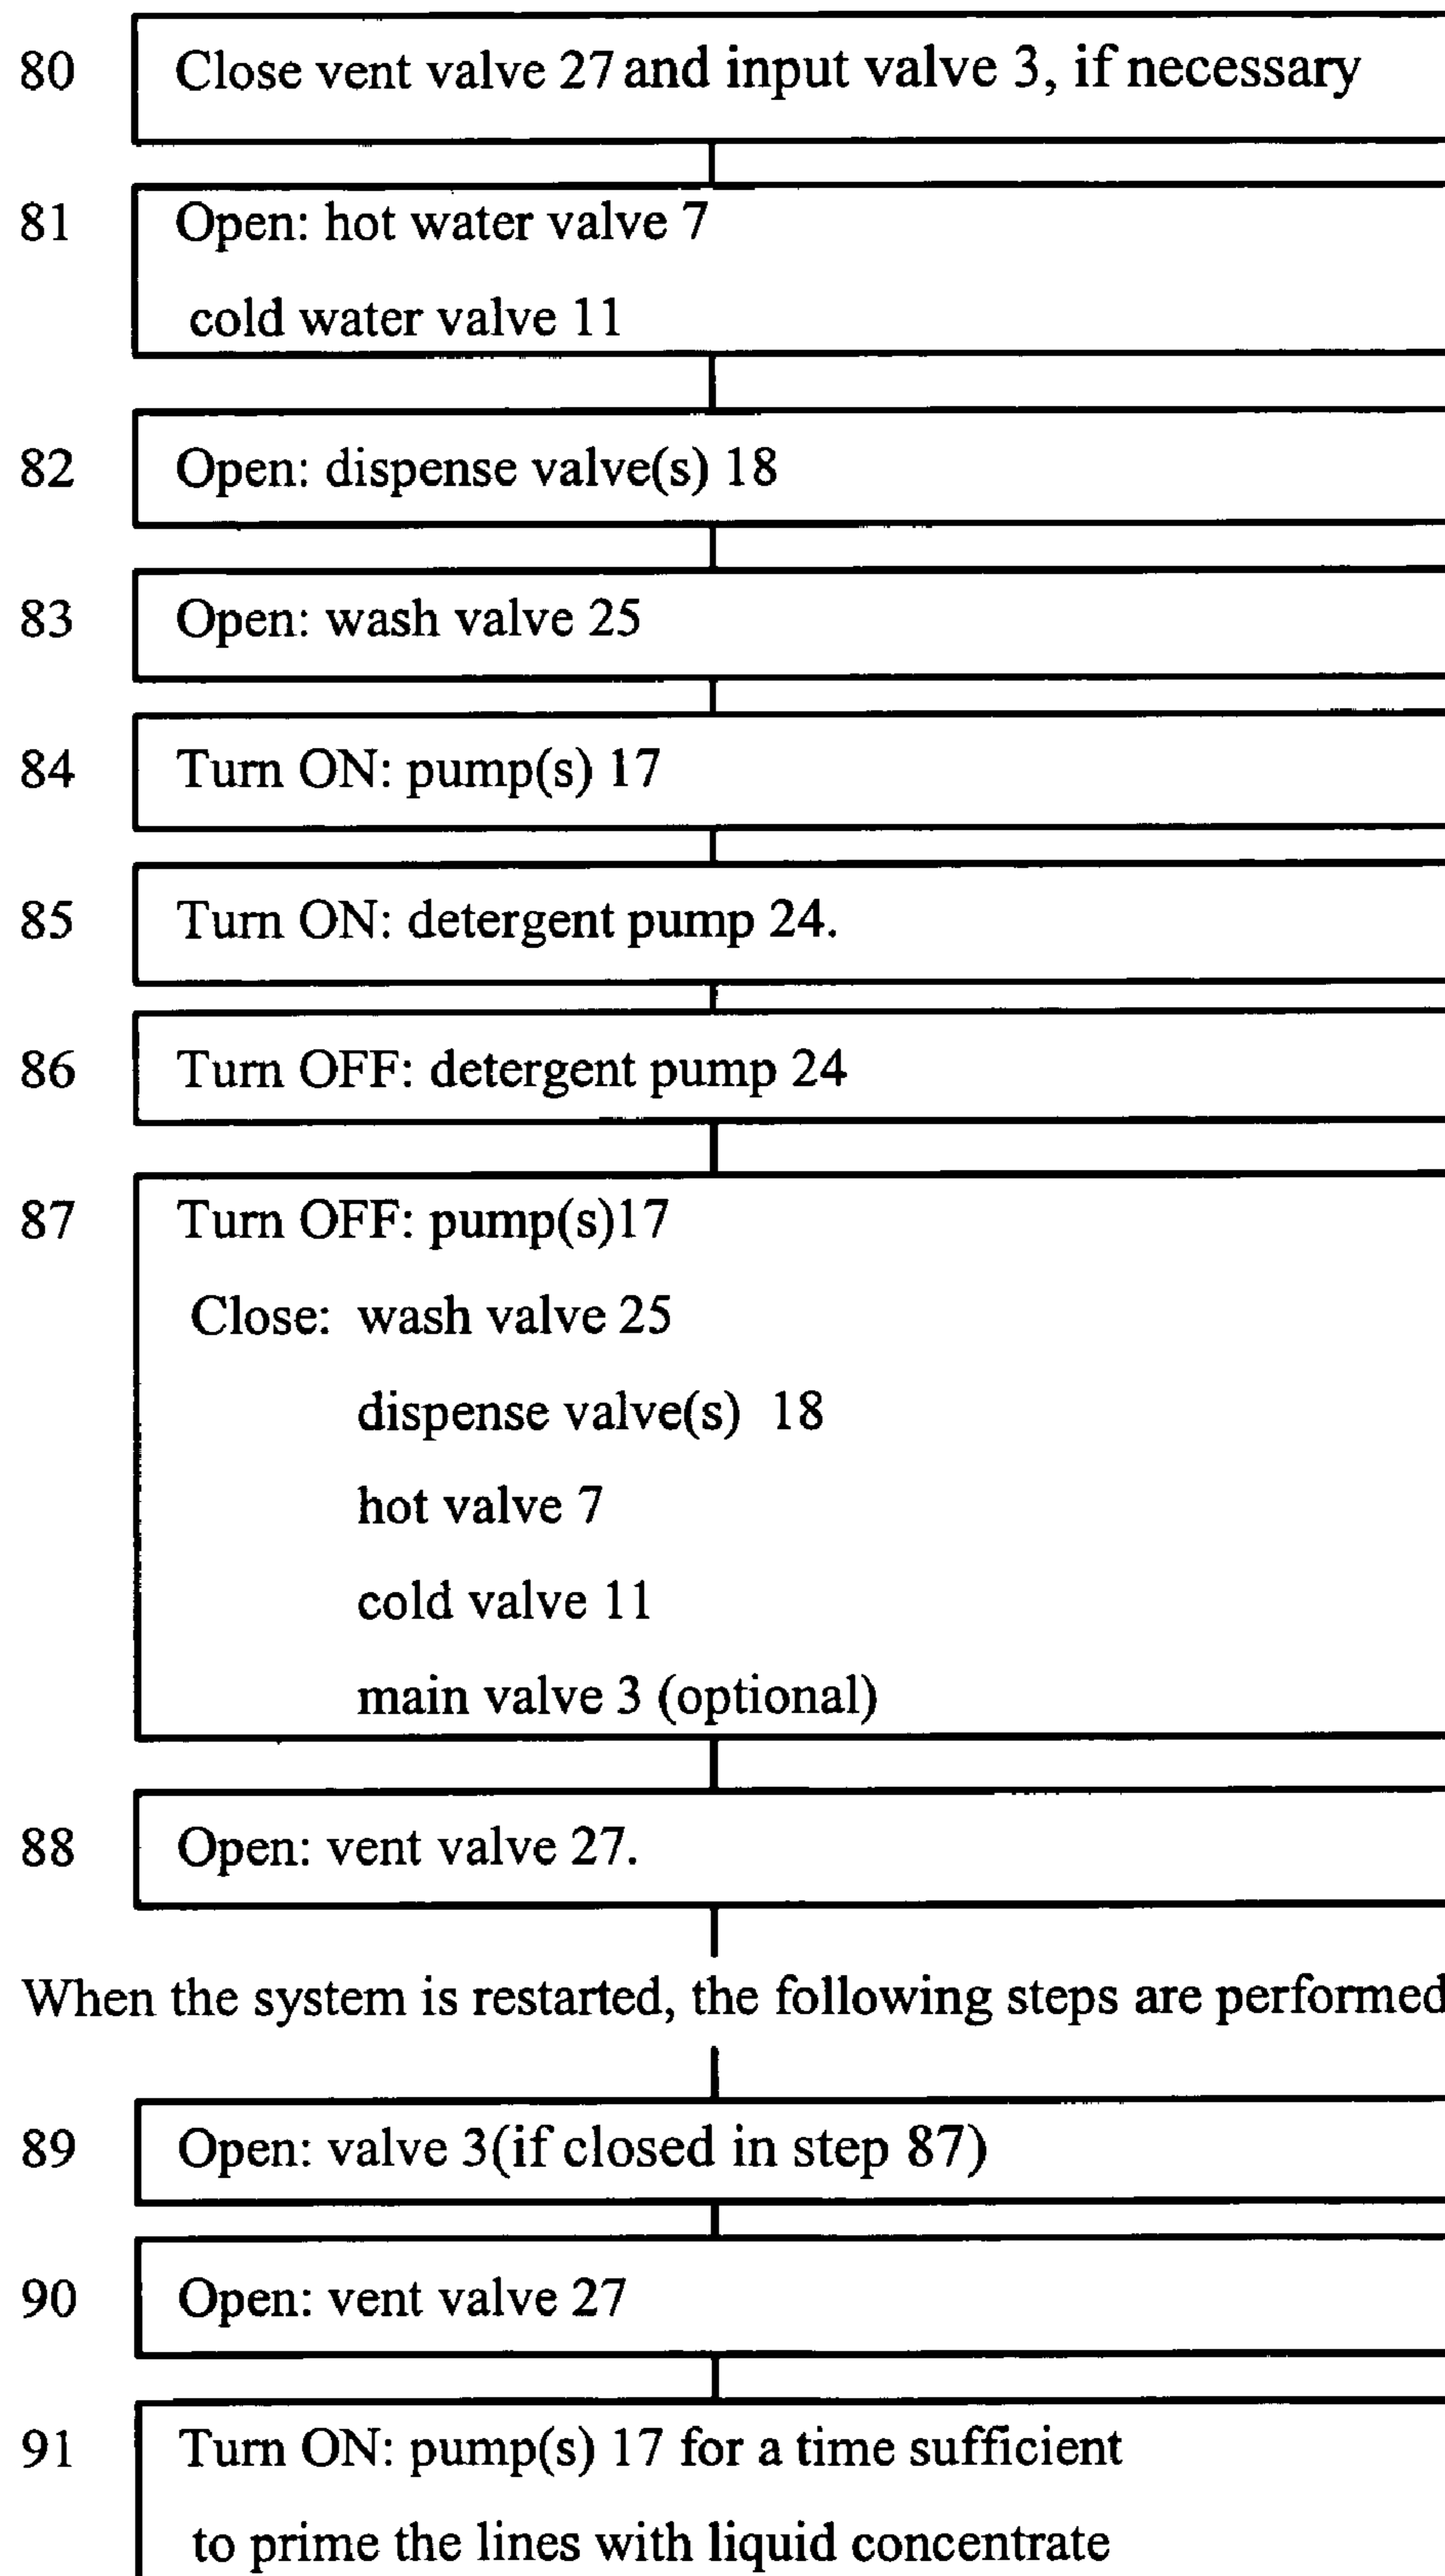 80 Close vent valve 27 and input valve 3, if necessary
81 Open: hot water valve 7
cold water valve 11
82 Open: dispense valve(s) 18
83 Open: wash valve 25
84 Turn ON: pump(s) 17
85 Turn ON: detergent pump 24.
86 Turn OFF: detergent pump 24
87 Turn OFF: pump(s)17
Close: wash valve 25
dispense valve(s) 18
hot valve 7
cold valve 11
main valve 3 (optional)
88 Open: vent valve 27.
When the system is restarted, the following steps are performed
89 Open: valve 3(if closed in step 87)
90 Open: vent valve 27
91 Turn ON: pump(s) 17 for a time sufficient
to prime the lines with liquid concentrate